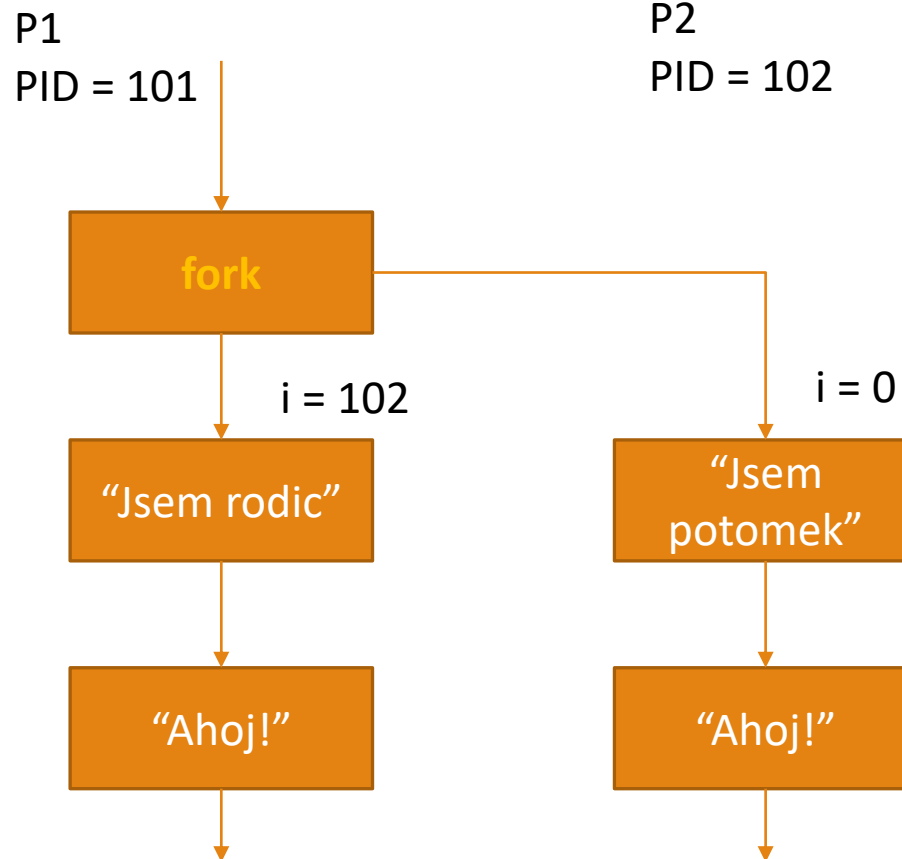 P1
PID = 101
P2
PID = 102
fork
i = 102
i = 0
“Jsem rodic”
“Jsem
potomek”
“Ahoj!”
“Ahoj!”